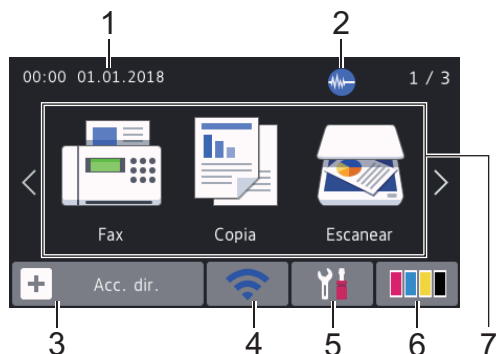 1 2
00:00 01.01.2018 1 / 3
Fax Copia Escanear
+ Acc. dir.
3 4 5 6 7